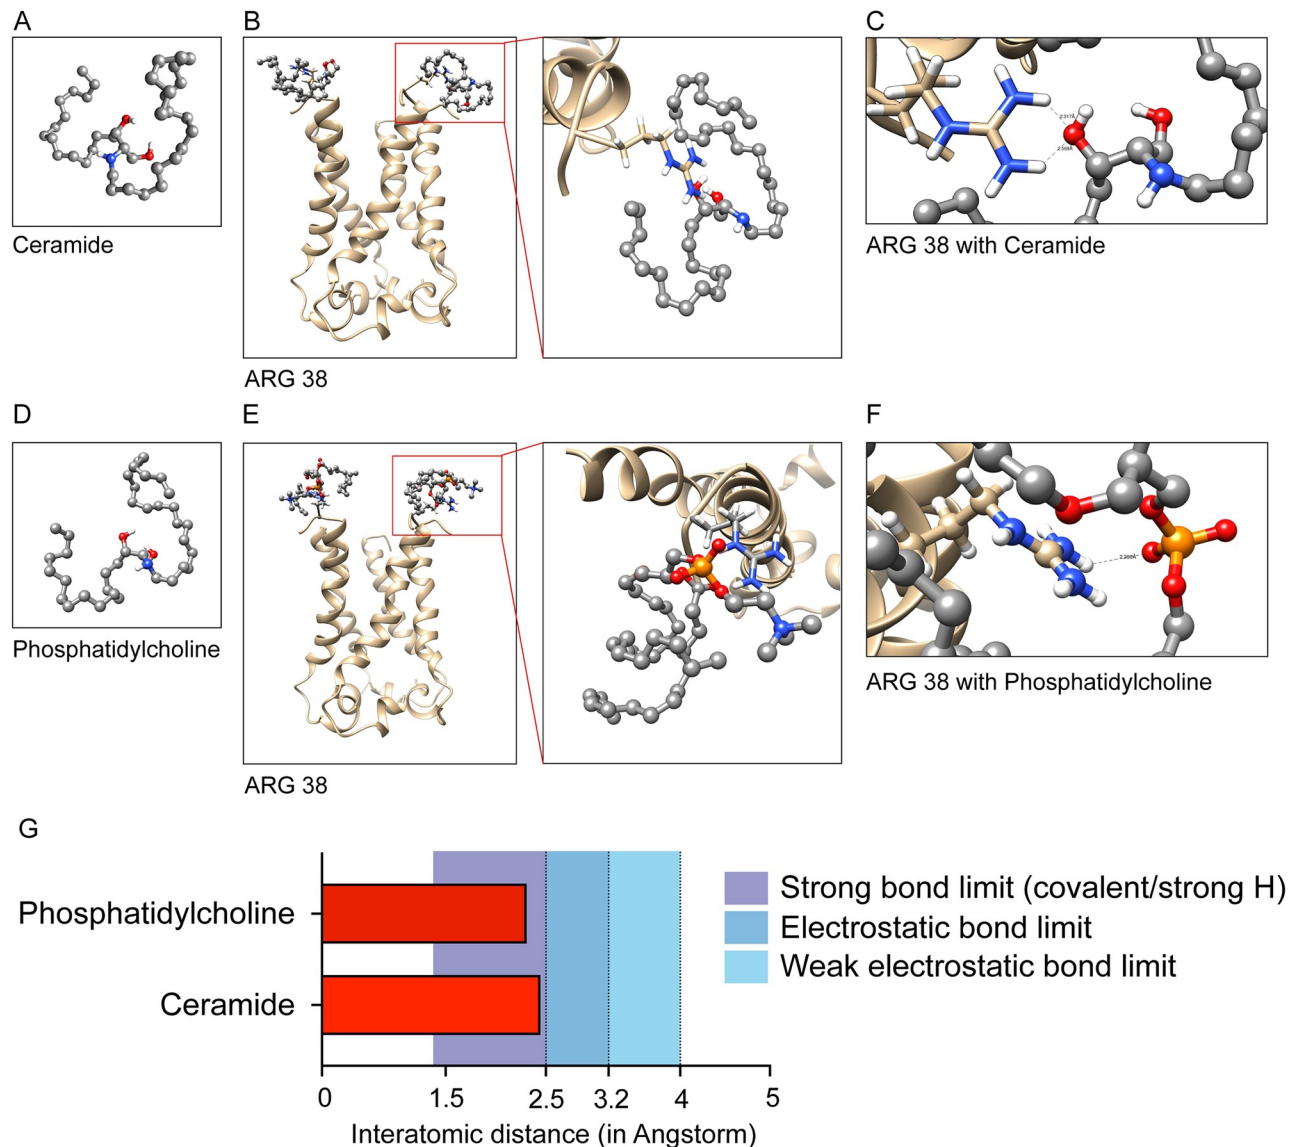 A
B
C
Ceramide
ARG 38
2.317Å
ARG 38 with Ceramide
D
E
F
Phosphatidylcholine
ARG 38
ARG 38 with Phosphatidylcholine
G
Phosphatidylcholine
Ceramide
0
1.5
2.5
3.2
4
5
Interatomic distance (in Angstorm)
Strong bond limit (covalent/strong H)
Electrostatic bond limit
Weak electrostatic bond limit